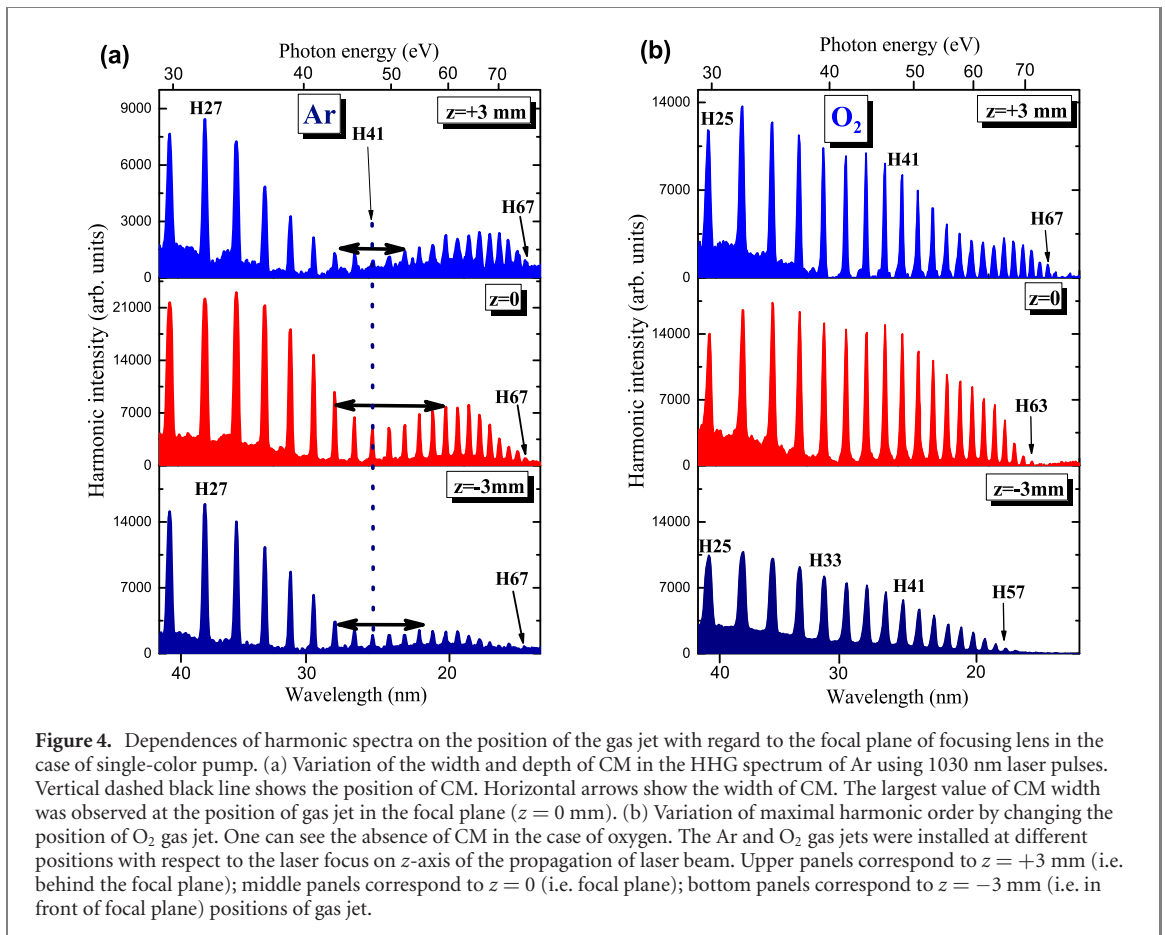 (a)
Photon energy (eV)
30 40 50 60 70
9000
6000
3000
0
H27
Ar
H41
z=+3 mm
H67
21000
14000
7000
0
z=0
H67
14000
7000
0
H27
z=-3mm
H67
Harmonic intensity (arb. units)
40 30 20
Wavelength (nm)
(b)
Photon energy (eV)
30 40 50 60 70
14000
7000
0
H25
O₂
H41
z=+3 mm
H67
14000
7000
0
z=0
H63
14000
7000
0
H25
H33
H41
z=-3mm
H57
Harmonic intensity (arb. units)
40 30 20
Wavelength (nm)
Figure 4. Dependences of harmonic spectra on the position of the gas jet with regard to the focal plane of focusing lens in the
case of single-color pump. (a) Variation of the width and depth of CM in the HHG spectrum of Ar using 1030 nm laser pulses.
Vertical dashed black line shows the position of CM. Horizontal arrows show the width of CM. The largest value of CM width
was observed at the position of gas jet in the focal plane (z = 0 mm). (b) Variation of maximal harmonic order by changing the
position of O₂ gas jet. One can see the absence of CM in the case of oxygen. The Ar and O₂ gas jets were installed at different
positions with respect to the laser focus on z-axis of the propagation of laser beam. Upper panels correspond to z = +3 mm (i.e.
behind the focal plane); middle panels correspond to z = 0 (i.e. focal plane); bottom panels correspond to z = −3 mm (i.e. in
front of focal plane) positions of gas jet.